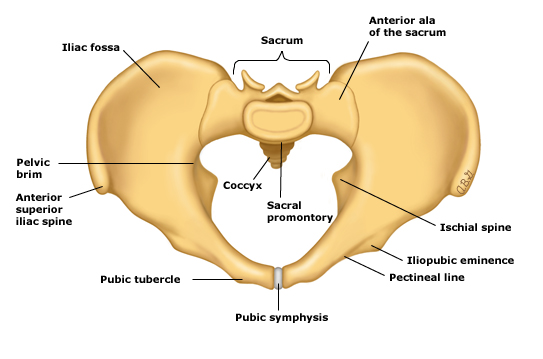 Anterior ala
of the sacrum
Sacrum
Iliac fossa
Pelvic
brim
Coccyx
Anterior
superior
iliac spine
Sacral
promontory
Ischial spine
Iliopubic eminence
Pubic tubercle
Pectineal line
Pubic symphysis